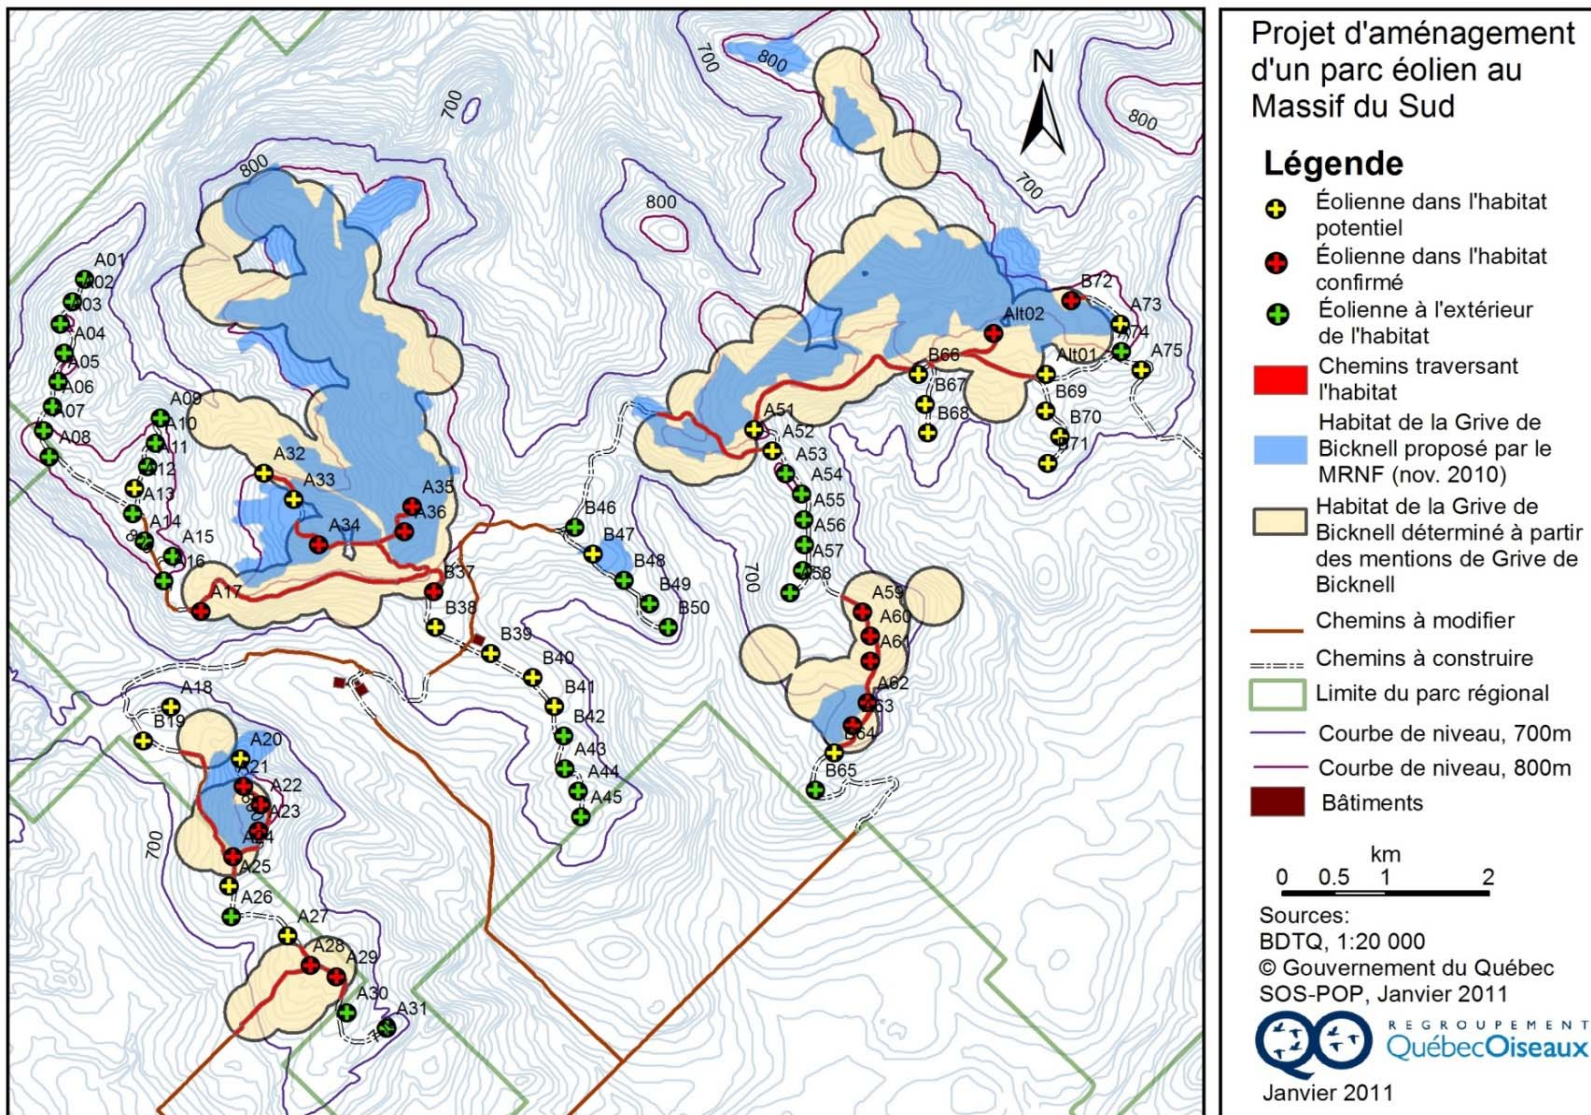 800
700
700
800
700
800
700
800
N
A01
A02
A03
A04
A05
A06
A07
A08
A09
A10
A11
A12
A13
A14
A15
A16
A17
A32
A33
A34
A35
A36
B37
B38
B39
B40
B41
B42
A43
A44
A45
B46
B47
B48
B49
B50
A51
A52
A53
A54
A55
A56
A57
A58
700
A59
A60
A61
A62
B64
B65
B66
B67
B68
Alt02
Alt01
B69
B70
B71
B72
A73
A74
A75
A18
B19
A20
A21
A22
A23
A24
A25
A26
A27
A28
A29
A30
A31
700
Projet d'aménagement
d'un parc éolien au
Massif du Sud
Légende
Éolienne dans l'habitat
potentiel
Éolienne dans l'habitat
confirmé
Éolienne à l'extérieur
de l'habitat
Chemins traversant
l'habitat
Habitat de la Grive de
Bicknell proposé par le
MRNF (nov. 2010)
Habitat de la Grive de
Bicknell déterminé à partir
des mentions de Grive de
Bicknell
Chemins à modifier
Chemins à construire
Limite du parc régional
Courbe de niveau, 700m
Courbe de niveau, 800m
Bâtiments
km
0 0.5 1 2
Sources:
BDTQ, 1:20 000
© Gouvernement du Québec
SOS-POP, Janvier 2011
REGROUPEMENT
QuébecOiseaux
Janvier 2011